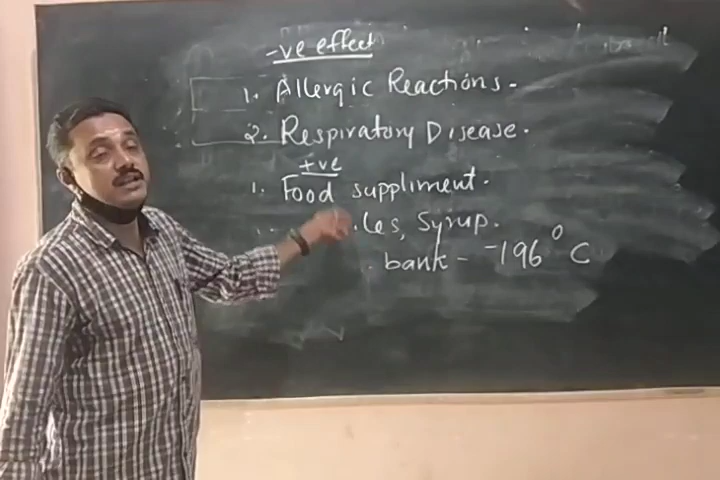 -ve effect
1. Allergic Reactions.
2. Respiratory Disease.
+ve
1. Food suppliment.
les, Syrup.
bank - -196° C